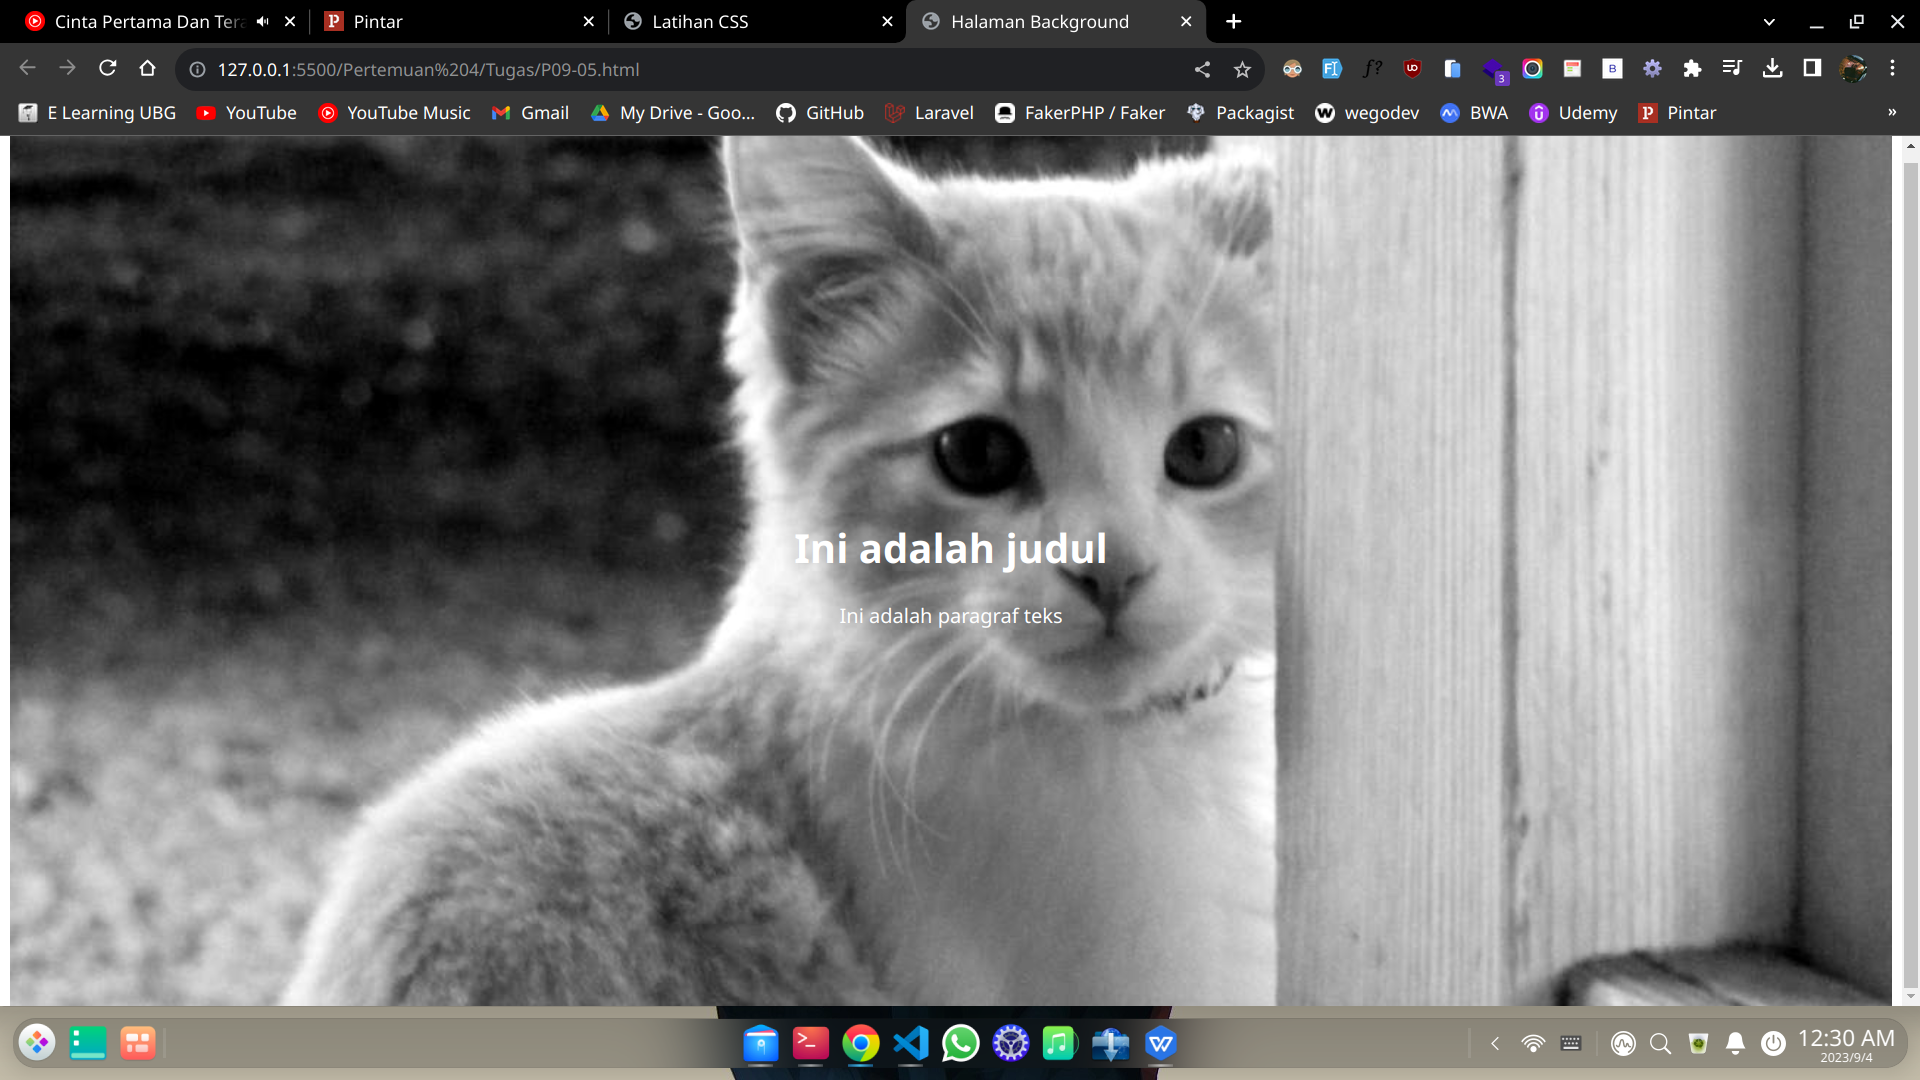 Cinta Pertama Dan Tera
Pintar
Latihan CSS
Halaman Background
127.0.0.1:5500/Pertemuan%204/Tugas/P09-05.html
3
E Learning UBG
YouTube
YouTube Music
Gmail
My Drive - Goo...
GitHub
Laravel
FakerPHP / Faker
Packagist
wegodev
BWA
Udemy
Pintar
»
Ini adalah judul
Ini adalah paragraf teks
12:30 AM
2023/9/4